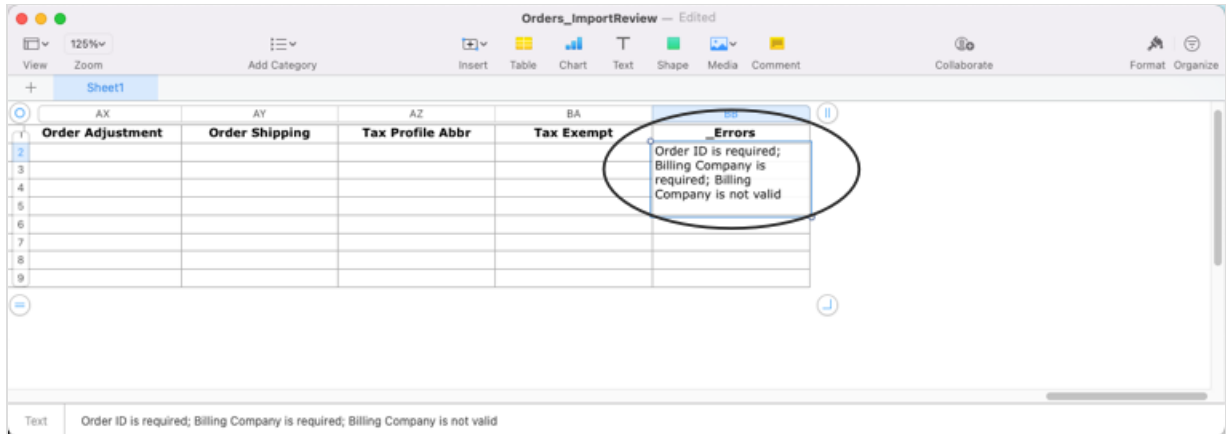 Orders_ImportReview — Edited
125%
View Zoom Add Category Insert Table Chart Text Shape Media Comment Collaborate Format Organize
+ Sheet1
AX AY AZ BA BB
1 Order Adjustment Order Shipping Tax Profile Abbr Tax Exempt _Errors
2 Order ID is required;
3 Billing Company is
4 required; Billing
5 Company is not valid
6
7
8
9
Text Order ID is required; Billing Company is required; Billing Company is not valid